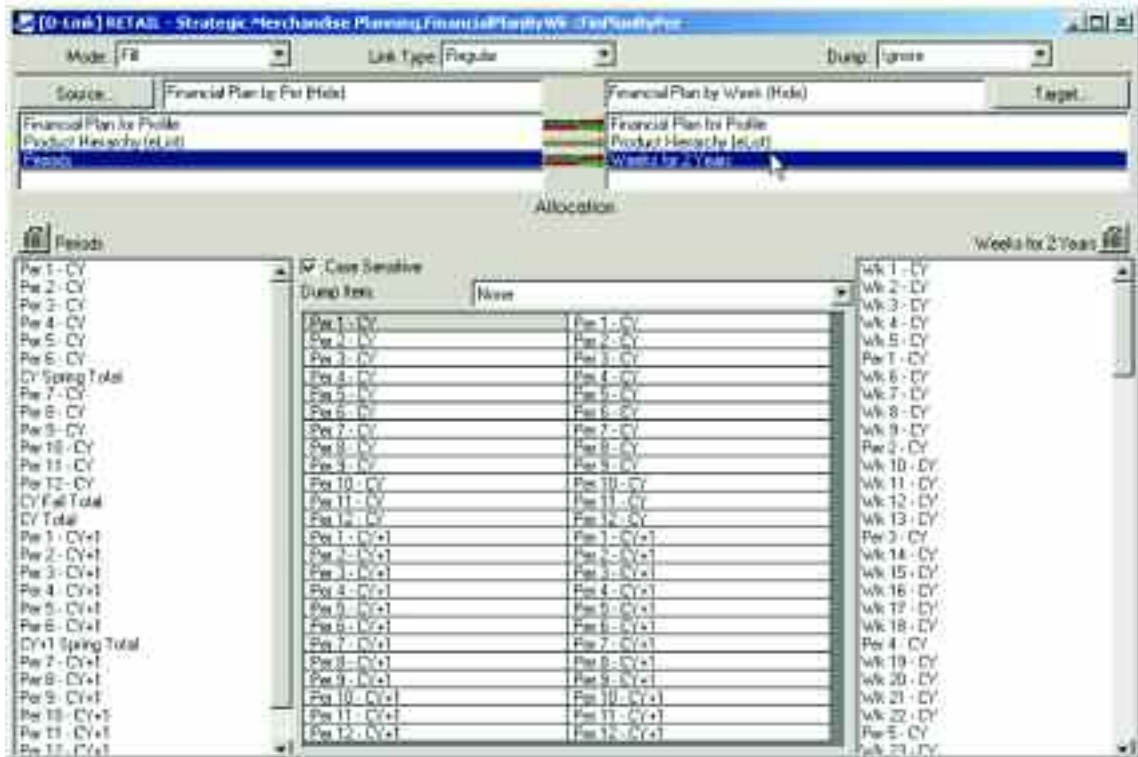 [D-Link] RETAIL - Strategic Merchandise Planning.FinancialPlanByWk
Mode: Fill Link Type: Regular Dump: Ignore
Source... Financial Plan by Per (Hide) Financial Plan by Week (Hide) Target...
Financial Plan for Profile Financial Plan for Profile
Product Hierarchy (eList) Product Hierarchy (eList)
Periods Weeks for 2 Years
Allocation
Periods Weeks for 2 Years
Case Sensitive
Dump Item: None
Per 1 - CY
Per 2 - CY
Per 3 - CY
Per 4 - CY
Per 5 - CY
Per 6 - CY
CY Spring Total
Per 7 - CY
Per 8 - CY
Per 9 - CY
Per 10 - CY
Per 11 - CY
Per 12 - CY
CY Fall Total
CY Total
Per 1 - CY+1
Per 2 - CY+1
Per 3 - CY+1
Per 4 - CY+1
Per 5 - CY+1
Per 6 - CY+1
CY+1 Spring Total
Per 7 - CY+1
Per 8 - CY+1
Per 9 - CY+1
Per 10 - CY+1
Per 11 - CY+1
Per 12 - CY+1
Per 1 - CY Per 1 - CY
Per 2 - CY Per 2 - CY
Per 3 - CY Per 3 - CY
Per 4 - CY Per 4 - CY
Per 5 - CY Per 5 - CY
Per 6 - CY Per 6 - CY
Per 7 - CY Per 7 - CY
Per 8 - CY Per 8 - CY
Per 9 - CY Per 9 - CY
Per 10 - CY Per 10 - CY
Per 11 - CY Per 11 - CY
Per 12 - CY Per 12 - CY
Per 1 - CY+1 Per 1 - CY+1
Per 2 - CY+1 Per 2 - CY+1
Per 3 - CY+1 Per 3 - CY+1
Per 4 - CY+1 Per 4 - CY+1
Per 5 - CY+1 Per 5 - CY+1
Per 6 - CY+1 Per 6 - CY+1
Per 7 - CY+1 Per 7 - CY+1
Per 8 - CY+1 Per 8 - CY+1
Per 9 - CY+1 Per 9 - CY+1
Per 10 - CY+1 Per 10 - CY+1
Per 11 - CY+1 Per 11 - CY+1
Per 12 - CY+1 Per 12 - CY+1
Wk 1 - CY
Wk 2 - CY
Wk 3 - CY
Wk 4 - CY
Wk 5 - CY
Per 1 - CY
Wk 6 - CY
Wk 7 - CY
Wk 8 - CY
Wk 9 - CY
Per 2 - CY
Wk 10 - CY
Wk 11 - CY
Wk 12 - CY
Wk 13 - CY
Per 3 - CY
Wk 14 - CY
Wk 15 - CY
Wk 16 - CY
Wk 17 - CY
Wk 18 - CY
Per 4 - CY
Wk 19 - CY
Wk 20 - CY
Wk 21 - CY
Wk 22 - CY
Per 5 - CY
Wk 23 - CY